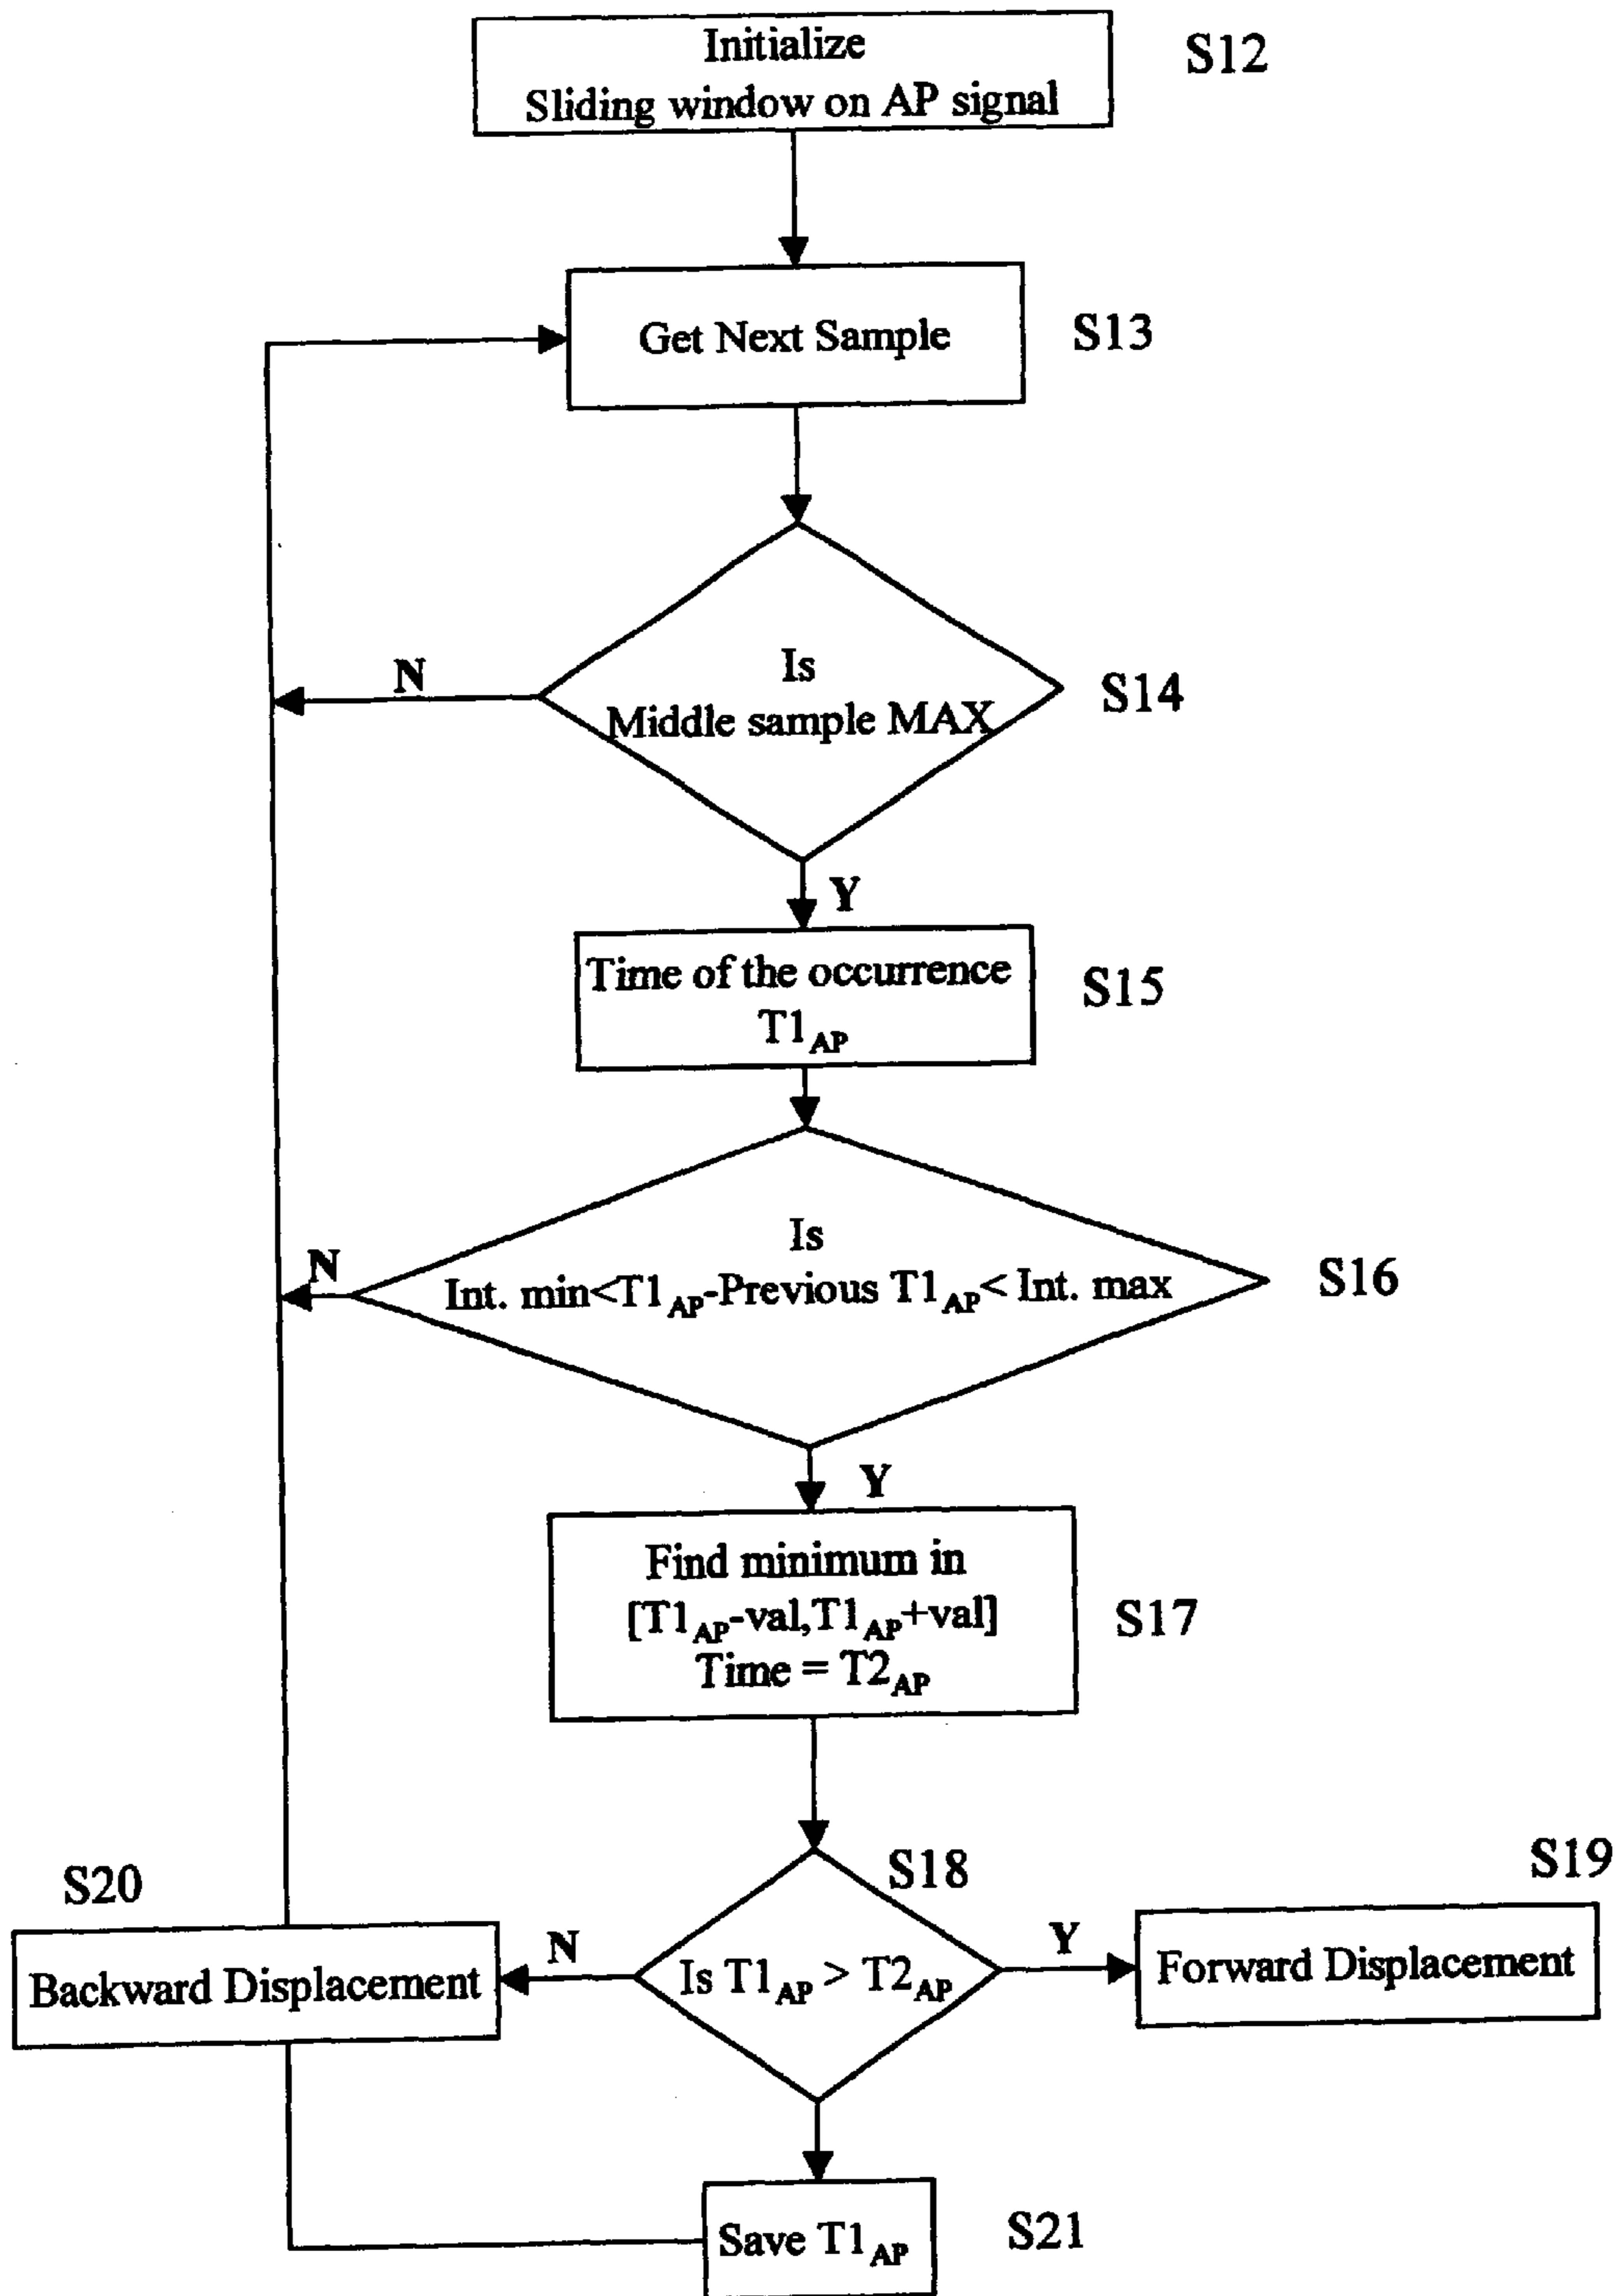 Initialize
Sliding window on AP signal
S12
Get Next Sample
S13
Is
Middle sample MAX
N
S14
Y
Time of the occurrence
T1AP
S15
Is
Int. min<T1AP-Previous T1AP< Int. max
N
S16
Y
Find minimum in
[T1AP-val,T1AP+val]
Time = T2AP
S17
S20
S18
S19
Backward Displacement
N
Is T1AP > T2AP
Y
Forward Displacement
Save T1AP
S21